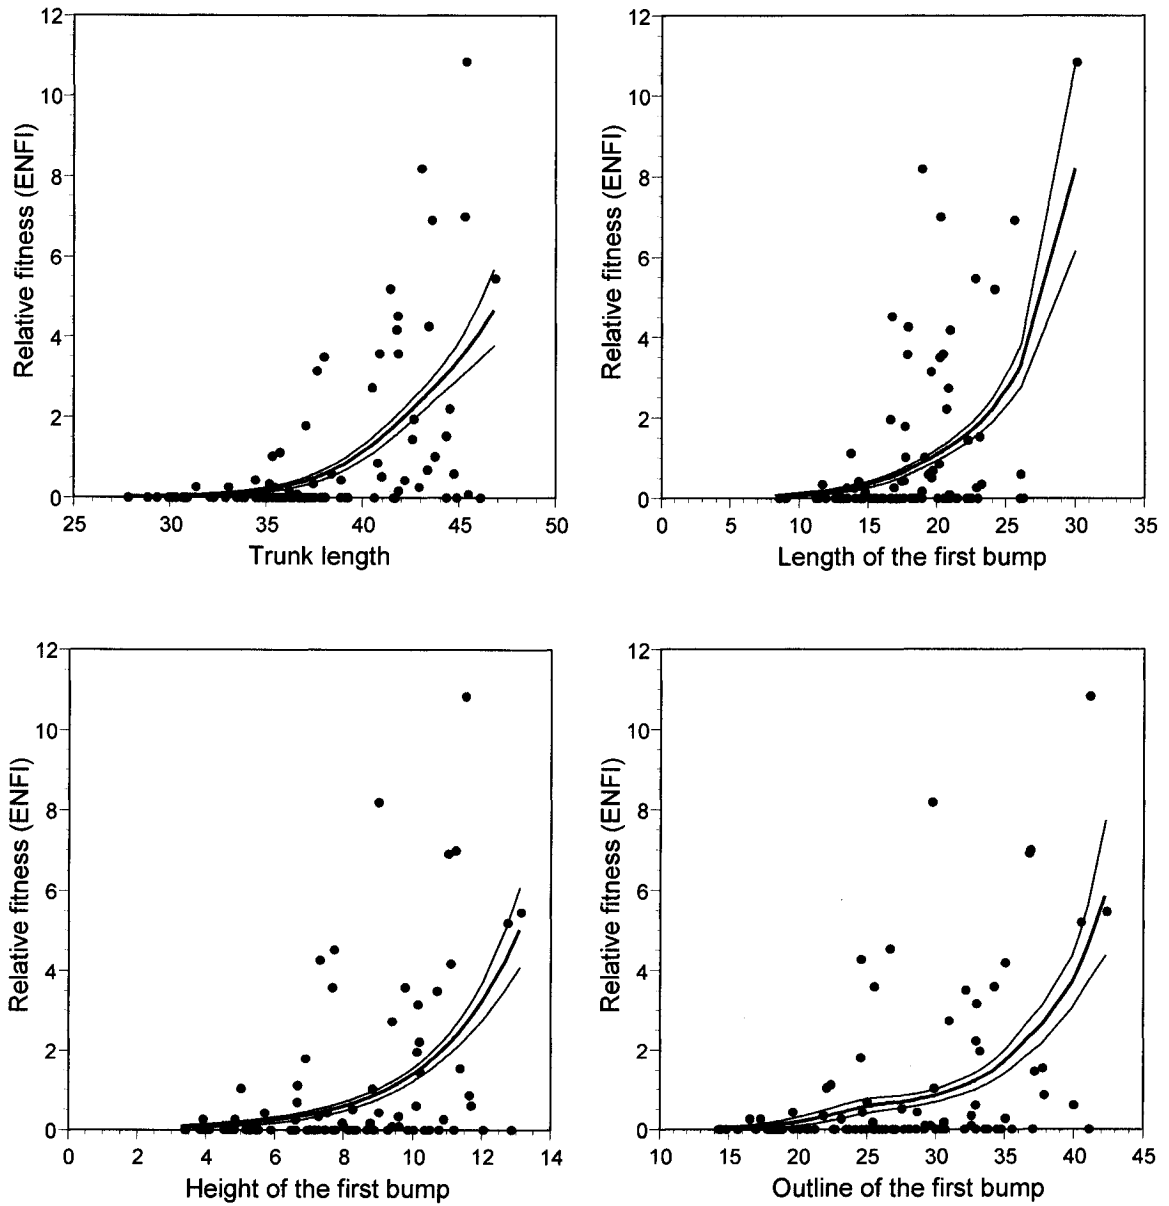 12
10
8
6
4
2
0
Relative fitness (ENFI)
25 30 35 40 45 50
Trunk length
12
10
8
6
4
2
0
Relative fitness (ENFI)
0 5 10 15 20 25 30 35
Length of the first bump
12
10
8
6
4
2
0
Relative fitness (ENFI)
0 2 4 6 8 10 12 14
Height of the first bump
12
10
8
6
4
2
0
Relative fitness (ENFI)
10 15 20 25 30 35 40 45
Outline of the first bump